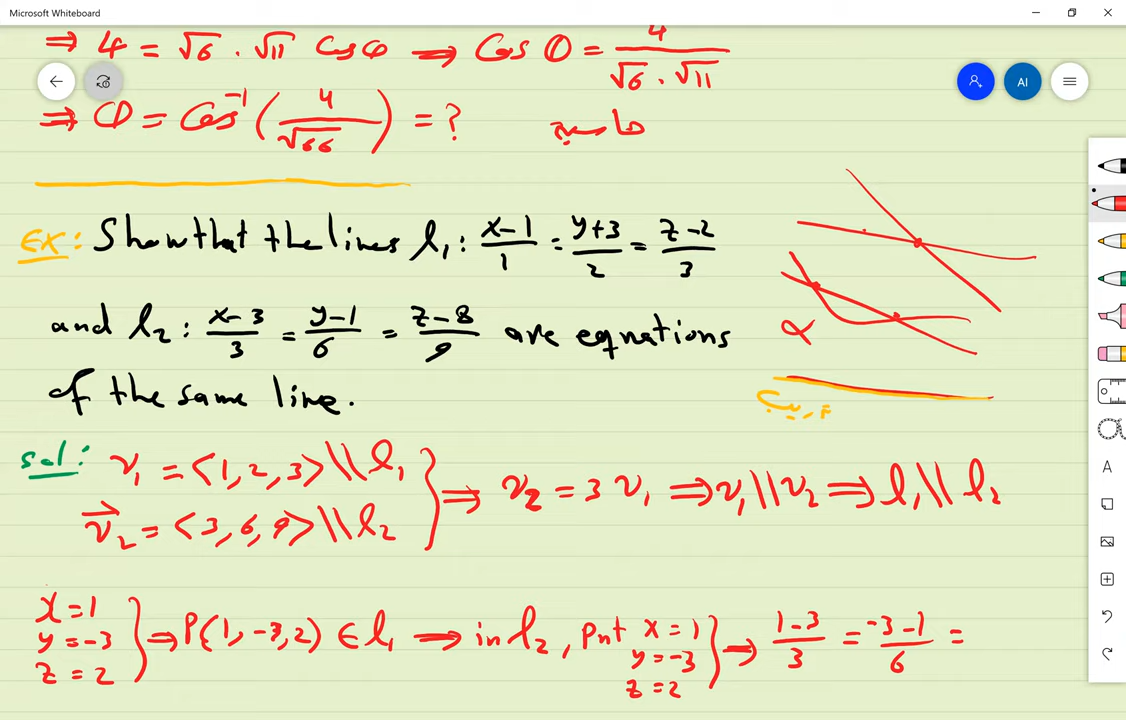 Microsoft Whiteboard
⇒ 4 = √6 · √11 Cos φ → Cos θ = 4/(√6 · √11)
AI
⇒ φ = Cos⁻¹(4/√66) = ?
Ex: Show that the lines l₁: (x-1)/1 = (y+3)/2 = (z-2)/3
and l₂: (x-3)/3 = (y-1)/6 = (z-8)/9 are equations
of the same line.
α
sol: v₁ = <1, 2, 3> \\ l₁
v⃗₂ = <3, 6, 9> \\ l₂ } ⇒ v₂ = 3 v₁ ⇒ v₁ // v₂ ⇒ l₁ // l₂
x = 1
y = -3
z = 2 } ⇒ P(1, -3, 2) ∈ l₁ → in l₂, Put x = 1
y = -3
z = 2 } → (1-3)/3 = (-3-1)/6 =